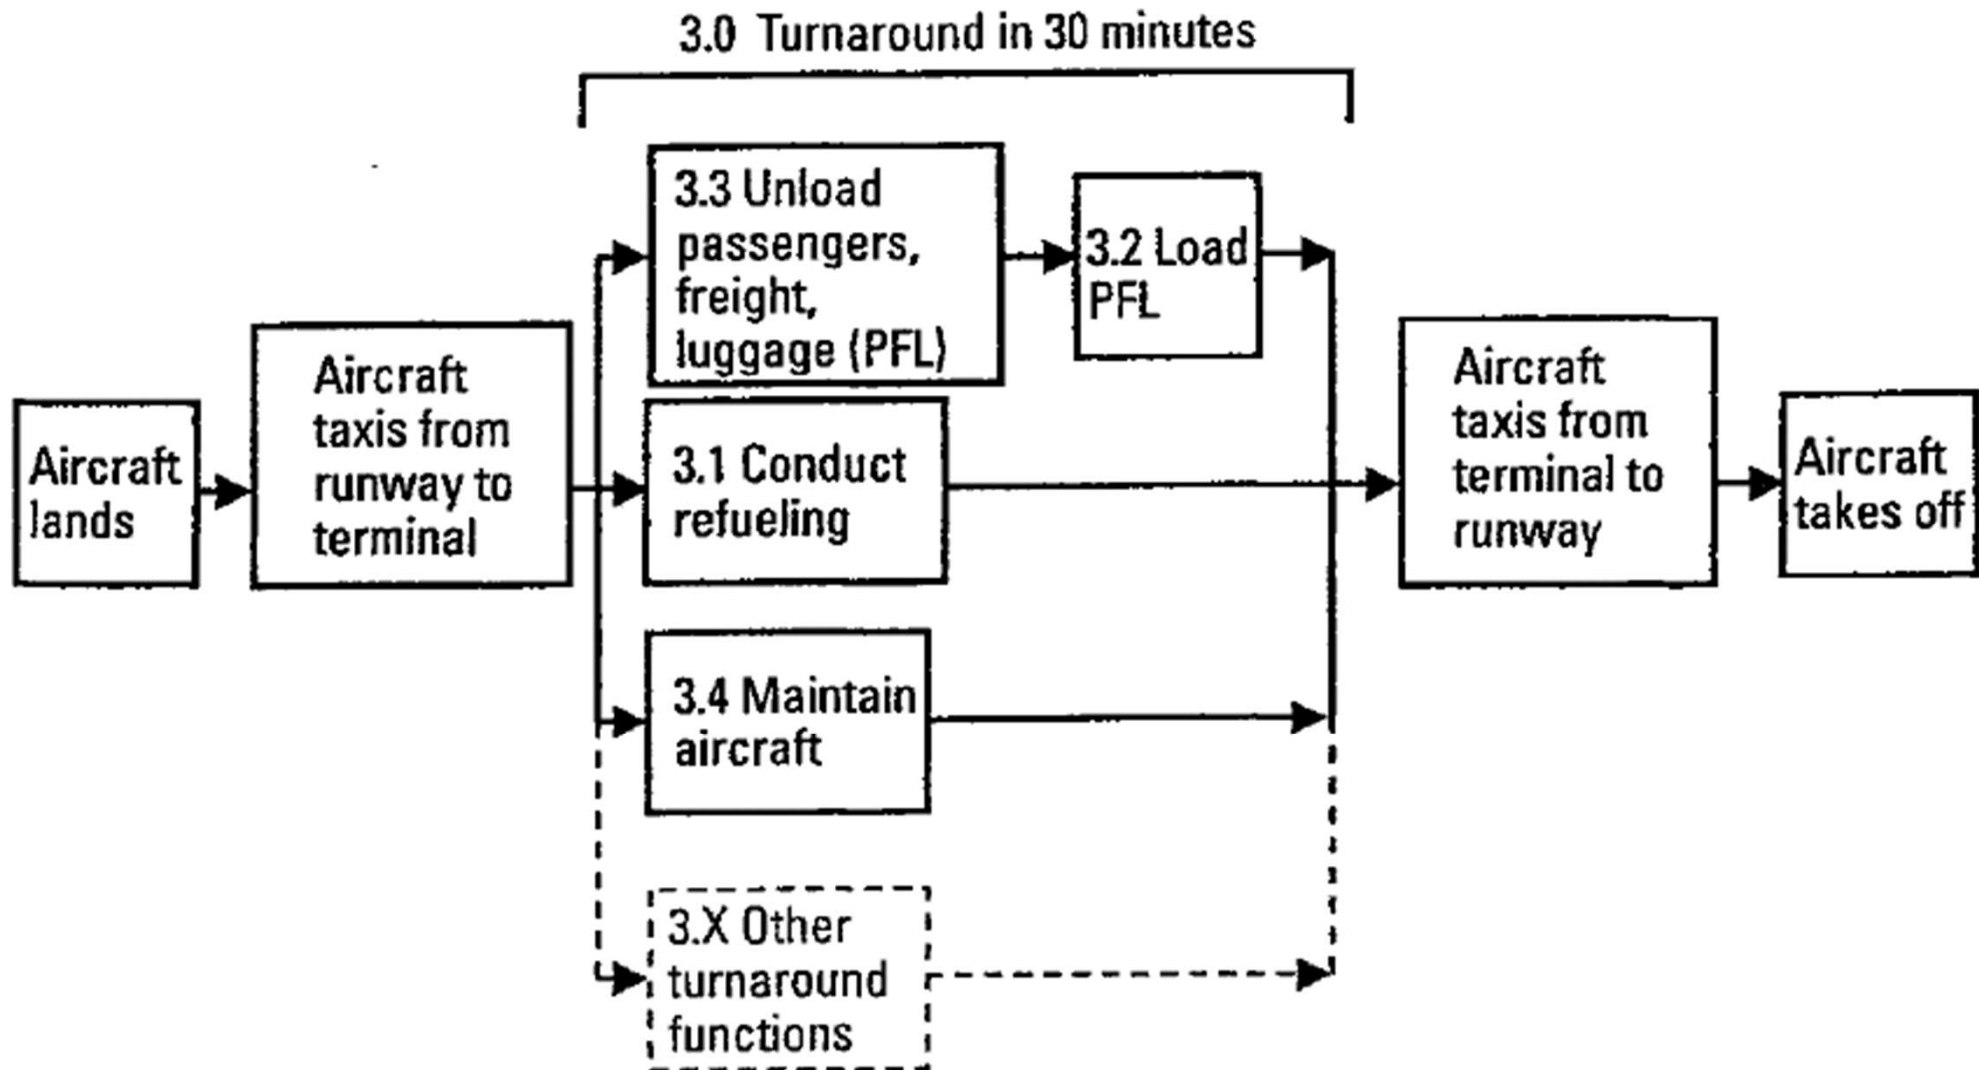 3.0 Turnaround in 30 minutes
3.3 Unload
passengers,
freight,
luggage (PFL)
3.2 Load
PFL
Aircraft
lands
Aircraft
taxis from
runway to
terminal
3.1 Conduct
refueling
Aircraft
taxis from
terminal to
runway
Aircraft
takes off
3.4 Maintain
aircraft
3.X Other
turnaround
functions